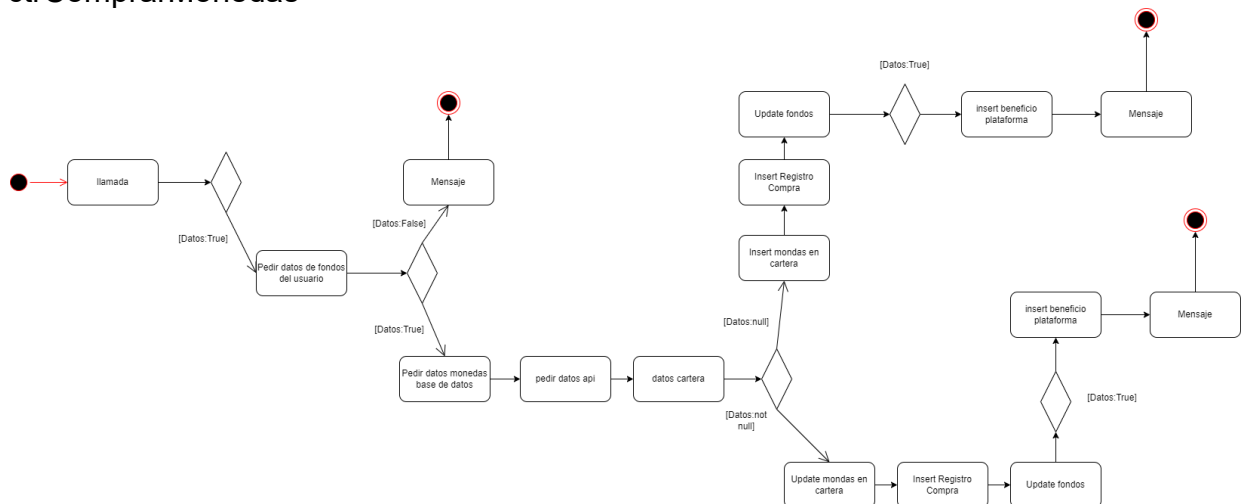 llamada
[Datos:True]
Pedir datos de fondos
del usuario
[Datos:False]
Mensaje
[Datos:True]
Pedir datos monedas
base de datos
pedir datos api
datos cartera
[Datos:null]
Insert mondas en
cartera
Insert Registro
Compra
Update fondos
[Datos:True]
insert beneficio
plataforma
Mensaje
[Datos:not
null]
Update mondas en
cartera
Insert Registro
Compra
Update fondos
[Datos:True]
insert beneficio
plataforma
Mensaje